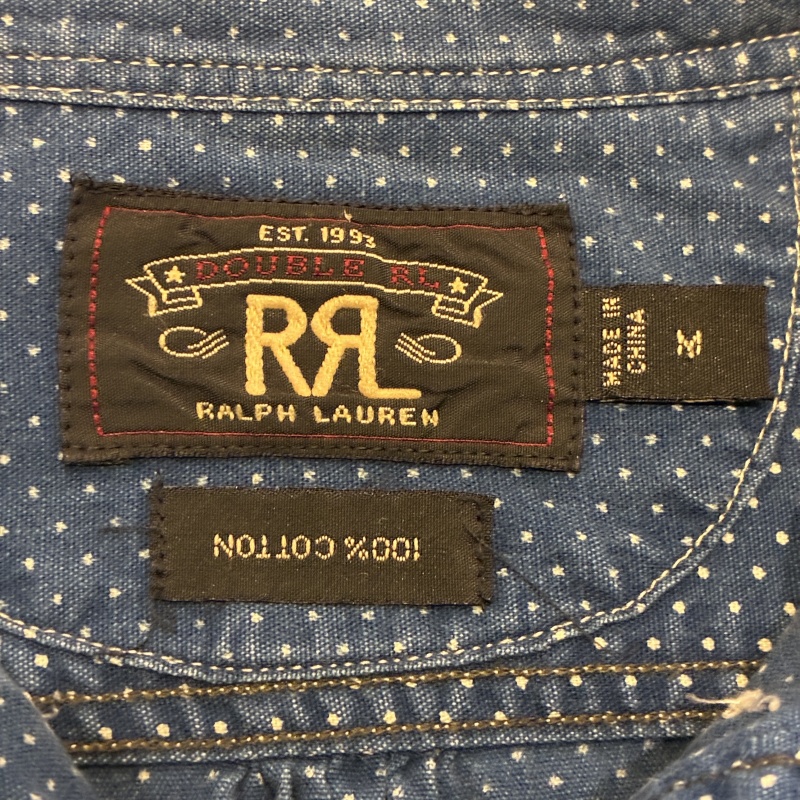 EST. 1993
DOUBLE RL
RRL
RALPH LAUREN
MADE IN
CHINA
M
100% COTTON